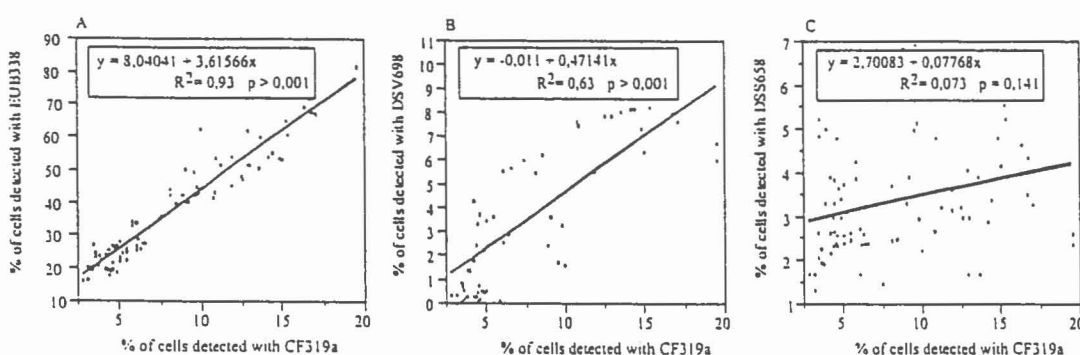 A
y = 8,04041 + 3,61566x
R2= 0,93 p > 0,001
% of cells detected with EUB338
90
80
70
60
50
40
30
20
10
5
10
15
20
% of cells detected with CF319a
B
y = -0,011 + 0,47141x
R2= 0,63 p > 0,001
% of cells detected with DSV698
11
10
9
8
7
6
5
4
3
2
1
0
5
10
15
20
% of cells detected with CF319a
C
y = 2,70083 + 0,07768x
R2= 0,073 p = 0,141
% of cells detected with DSS658
7
6
5
4
3
2
1
5
10
15
20
% of cells detected with CF319a